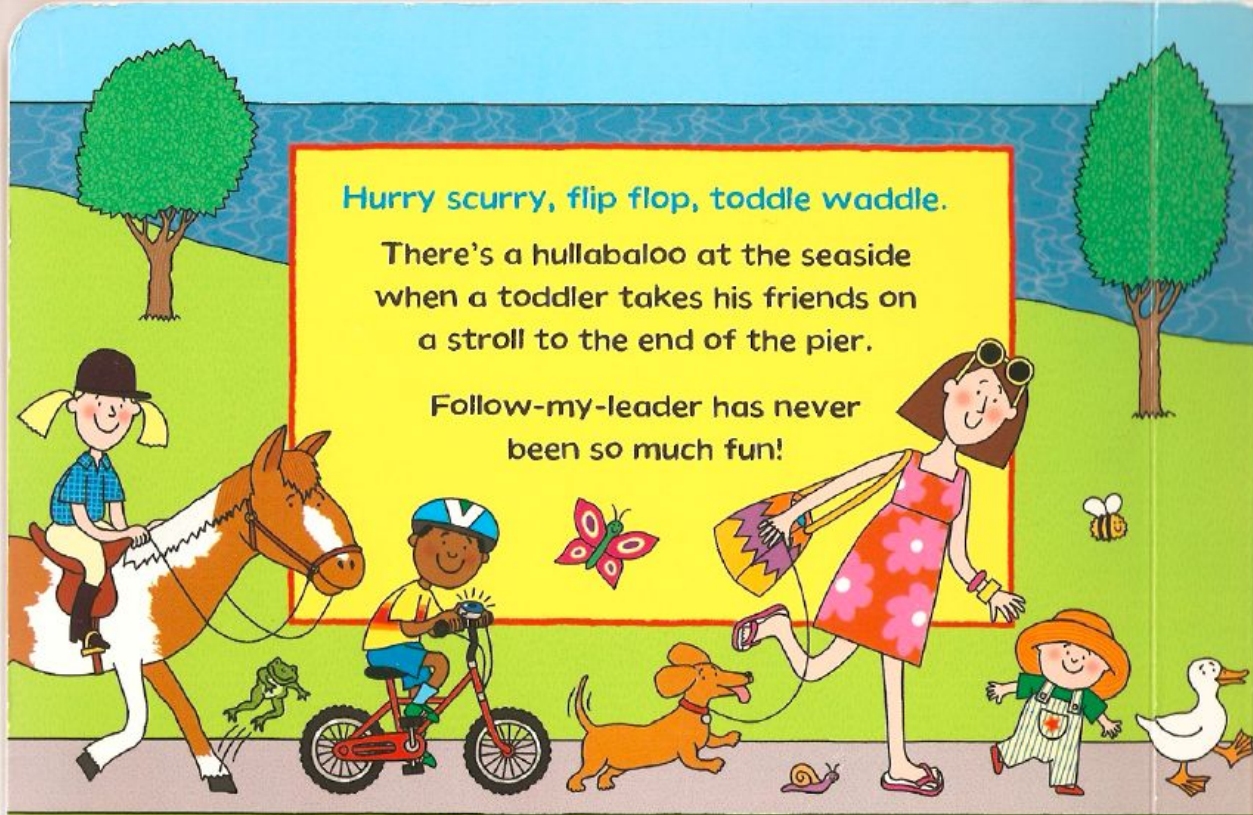 Hurry scurry, flip flop, toddle waddle.
There's a hullabaloo at the seaside
when a toddler takes his friends on
a stroll to the end of the pier.
Follow-my-leader has never
been so much fun!